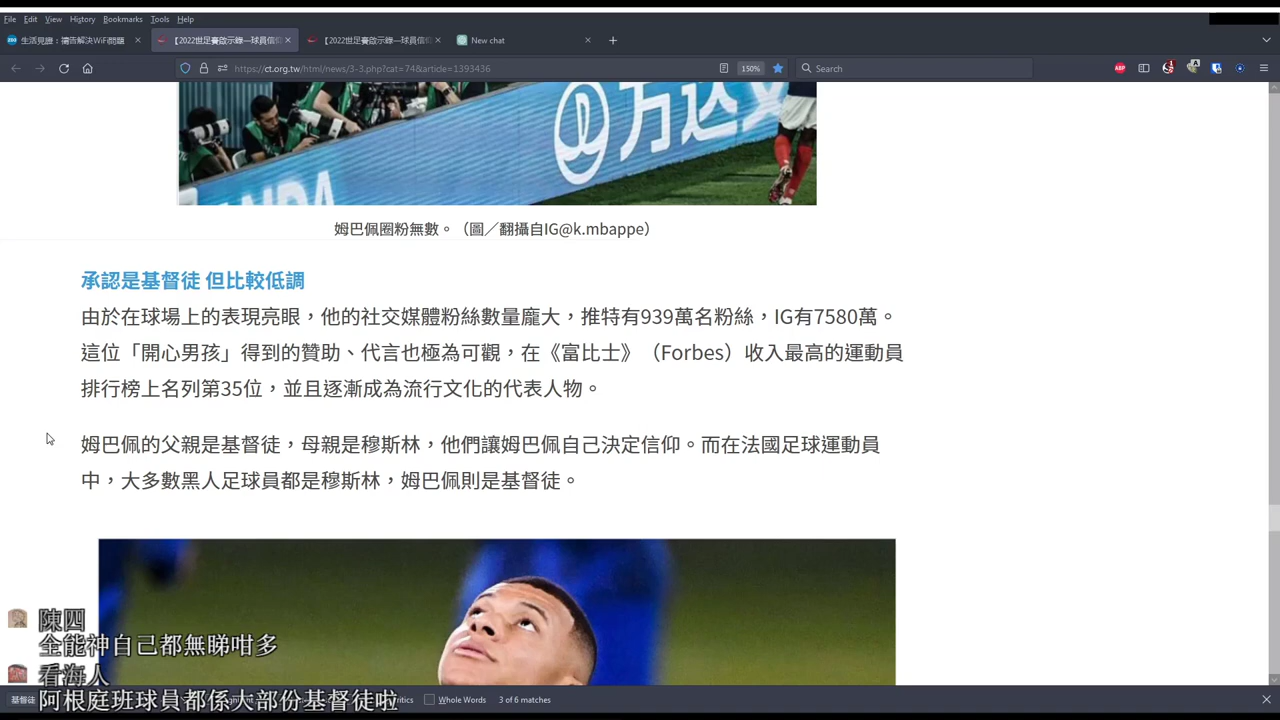 File Edit View History Bookmarks Tools Help
生活見證：禱告解決WiFi問題
【2022世足賽啟示錄—球員信仰
【2022世足賽啟示錄—球員信仰
New chat
https://ct.org.tw/html/news/3-3.php?cat=74&article=1393436
150%
Search
万达文
ANDA
姆巴佩圈粉無數。（圖／翻攝自IG@k.mbappe）
承認是基督徒 但比較低調
由於在球場上的表現亮眼，他的社交媒體粉絲數量龐大，推特有939萬名粉絲，IG有7580萬。
這位「開心男孩」得到的贊助、代言也極為可觀，在《富比士》（Forbes）收入最高的運動員
排行榜上名列第35位，並且逐漸成為流行文化的代表人物。
姆巴佩的父親是基督徒，母親是穆斯林，他們讓姆巴佩自己決定信仰。而在法國足球運動員
中，大多數黑人足球員都是穆斯林，姆巴佩則是基督徒。
陳四
全能神自己都無睇咁多
看海人
阿根庭班球員都係大部份基督徒啦
基督徒
Whole Words
3 of 6 matches